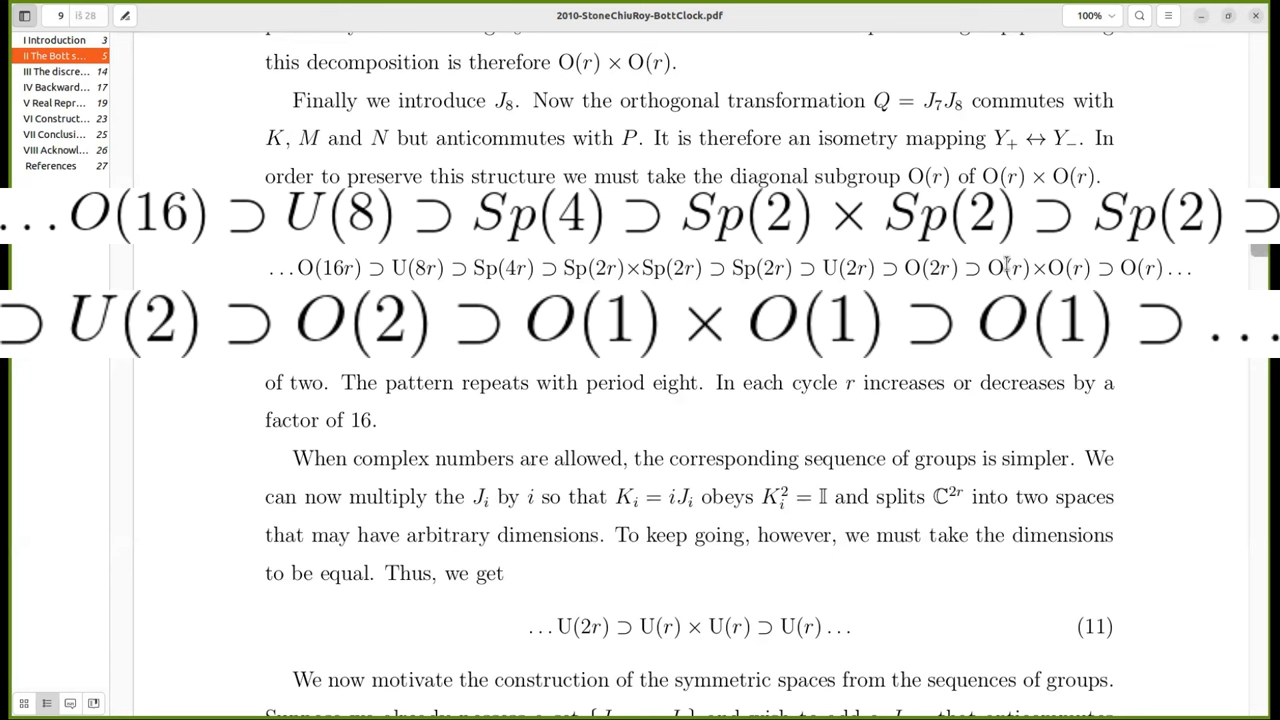 9 iš 28
2010-StoneChiuRoy-BottClock.pdf
100%
I Introduction 3
II The Bott s... 5
III The discre... 14
IV Backward... 17
V Real Repr... 19
VI Construct... 23
VII Conclusi... 25
VIII Acknowl... 26
References 27
this decomposition is therefore O(r) × O(r).
Finally we introduce J₈. Now the orthogonal transformation Q = J₇J₈ commutes with
K, M and N but anticommutes with P. It is therefore an isometry mapping Y₊ ↔ Y₋. In
order to preserve this structure we must take the diagonal subgroup O(r) of O(r) × O(r).
...O(16) ⊃ U(8) ⊃ Sp(4) ⊃ Sp(2) × Sp(2) ⊃ Sp(2) ⊃
...O(16r) ⊃ U(8r) ⊃ Sp(4r) ⊃ Sp(2r)×Sp(2r) ⊃ Sp(2r) ⊃ U(2r) ⊃ O(2r) ⊃ O(r)×O(r) ⊃ O(r)...
⊃ U(2) ⊃ O(2) ⊃ O(1) × O(1) ⊃ O(1) ⊃ ...
of two. The pattern repeats with period eight. In each cycle r increases or decreases by a
factor of 16.
When complex numbers are allowed, the corresponding sequence of groups is simpler. We
can now multiply the Jᵢ by i so that Kᵢ = iJᵢ obeys Kᵢ² = 𝕀 and splits ℂ²ʳ into two spaces
that may have arbitrary dimensions. To keep going, however, we must take the dimensions
to be equal. Thus, we get
...U(2r) ⊃ U(r) × U(r) ⊃ U(r)... (11)
We now motivate the construction of the symmetric spaces from the sequences of groups.